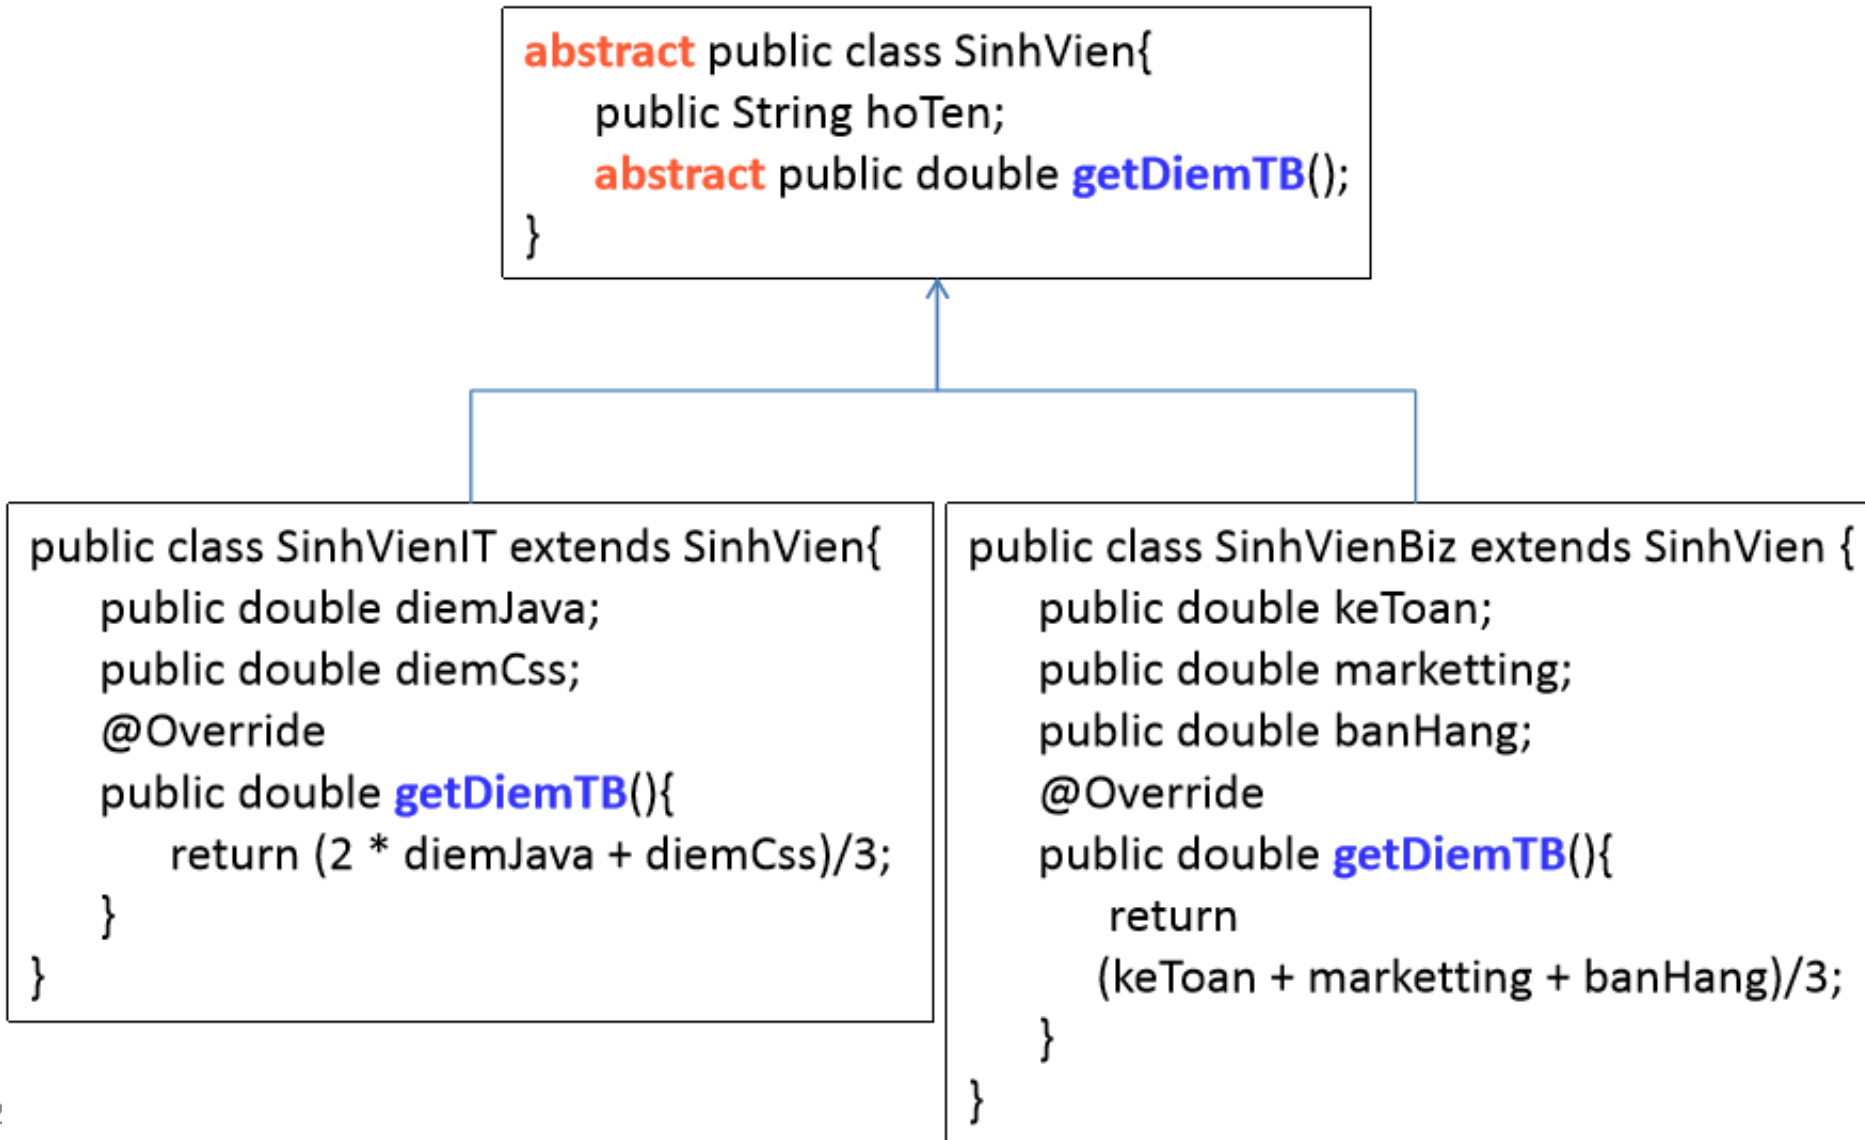 abstract public class SinhVien{
public String hoTen;
abstract public double getDiemTB();
}
public class SinhVienIT extends SinhVien{
public double diemJava;
public double diemCss;
@Override
public double getDiemTB(){
return (2 * diemJava + diemCss)/3;
}
}
public class SinhVienBiz extends SinhVien {
public double keToan;
public double marketting;
public double banHang;
@Override
public double getDiemTB(){
return
(keToan + marketting + banHang)/3;
}
}